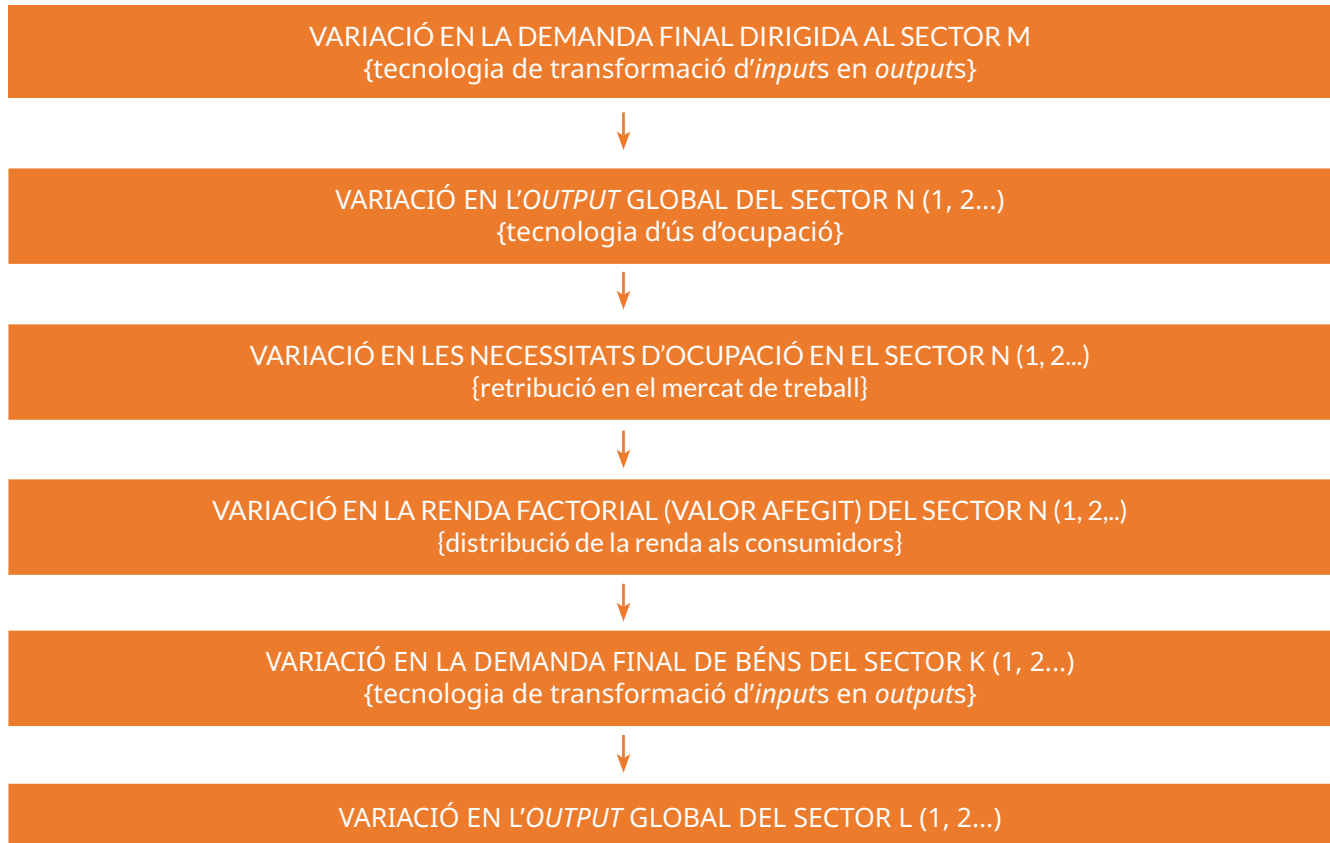 VARIACIÓ EN LA DEMANDA FINAL DIRIGIDA AL SECTOR M
{tecnologia de transformació d’inputs en outputs}
VARIACIÓ EN L’OUTPUT GLOBAL DEL SECTOR N (1, 2...)
{tecnologia d’ús d’ocupació}
VARIACIÓ EN LES NECESSITATS D’OCUPACIÓ EN EL SECTOR N (1, 2...)
{retribució en el mercat de treball}
VARIACIÓ EN LA RENDA FACTORIAL (VALOR AFEGIT) DEL SECTOR N (1, 2,..)
{distribució de la renda als consumidors}
VARIACIÓ EN LA DEMANDA FINAL DE BÉNS DEL SECTOR K (1, 2...)
{tecnologia de transformació d’inputs en outputs}
VARIACIÓ EN L’OUTPUT GLOBAL DEL SECTOR L (1, 2...)